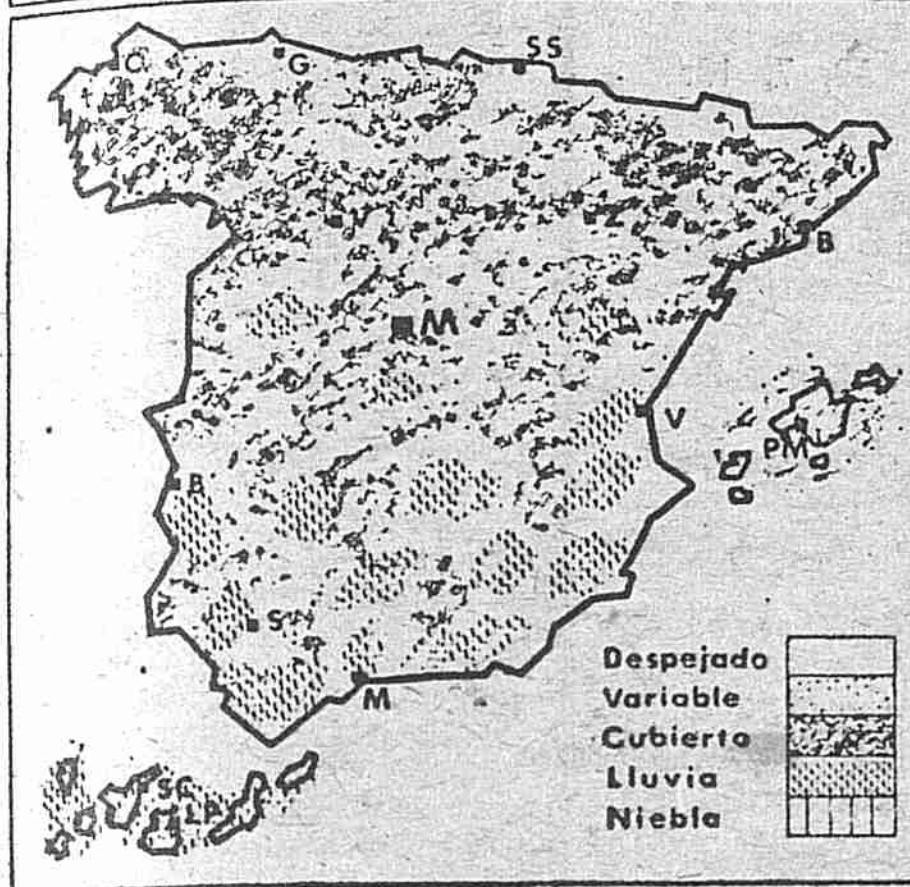 C
G
SS
B
M
V
PM
B
S
M
SC
LP
Despejado
Variable
Cubierto
Lluvia
Niebla